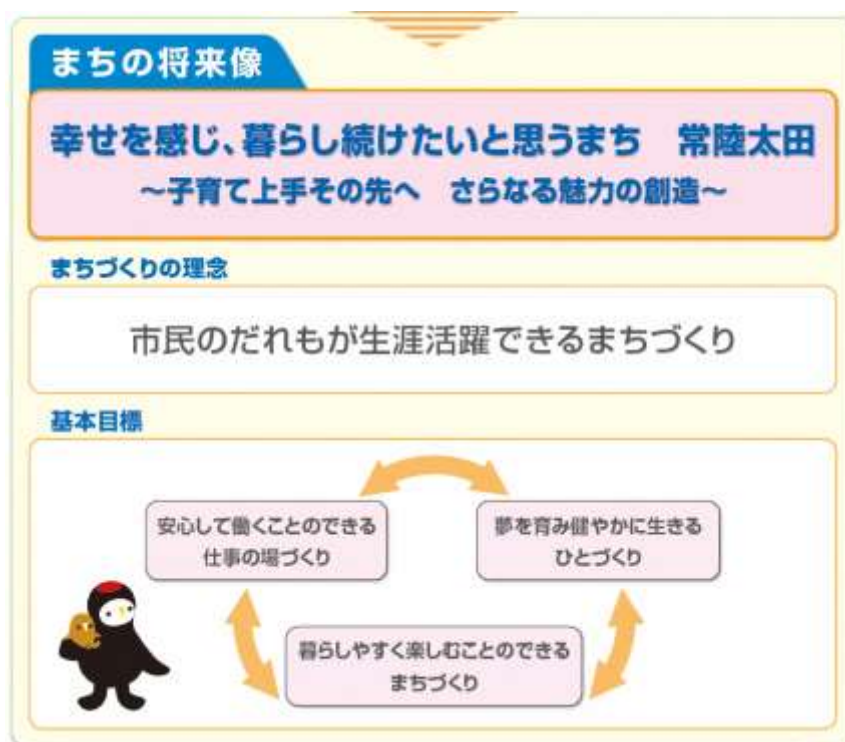 まちの将来像
幸せを感じ、暮らし続けたいと思うまち　常陸太田
～子育て上手その先へ　さらなる魅力の創造～
まちづくりの理念
市民のだれもが生涯活躍できるまちづくり
基本目標
安心して働くことのできる
仕事の場づくり
夢を育み健やかに生きる
ひとづくり
暮らしやすく楽しむことのできる
まちづくり